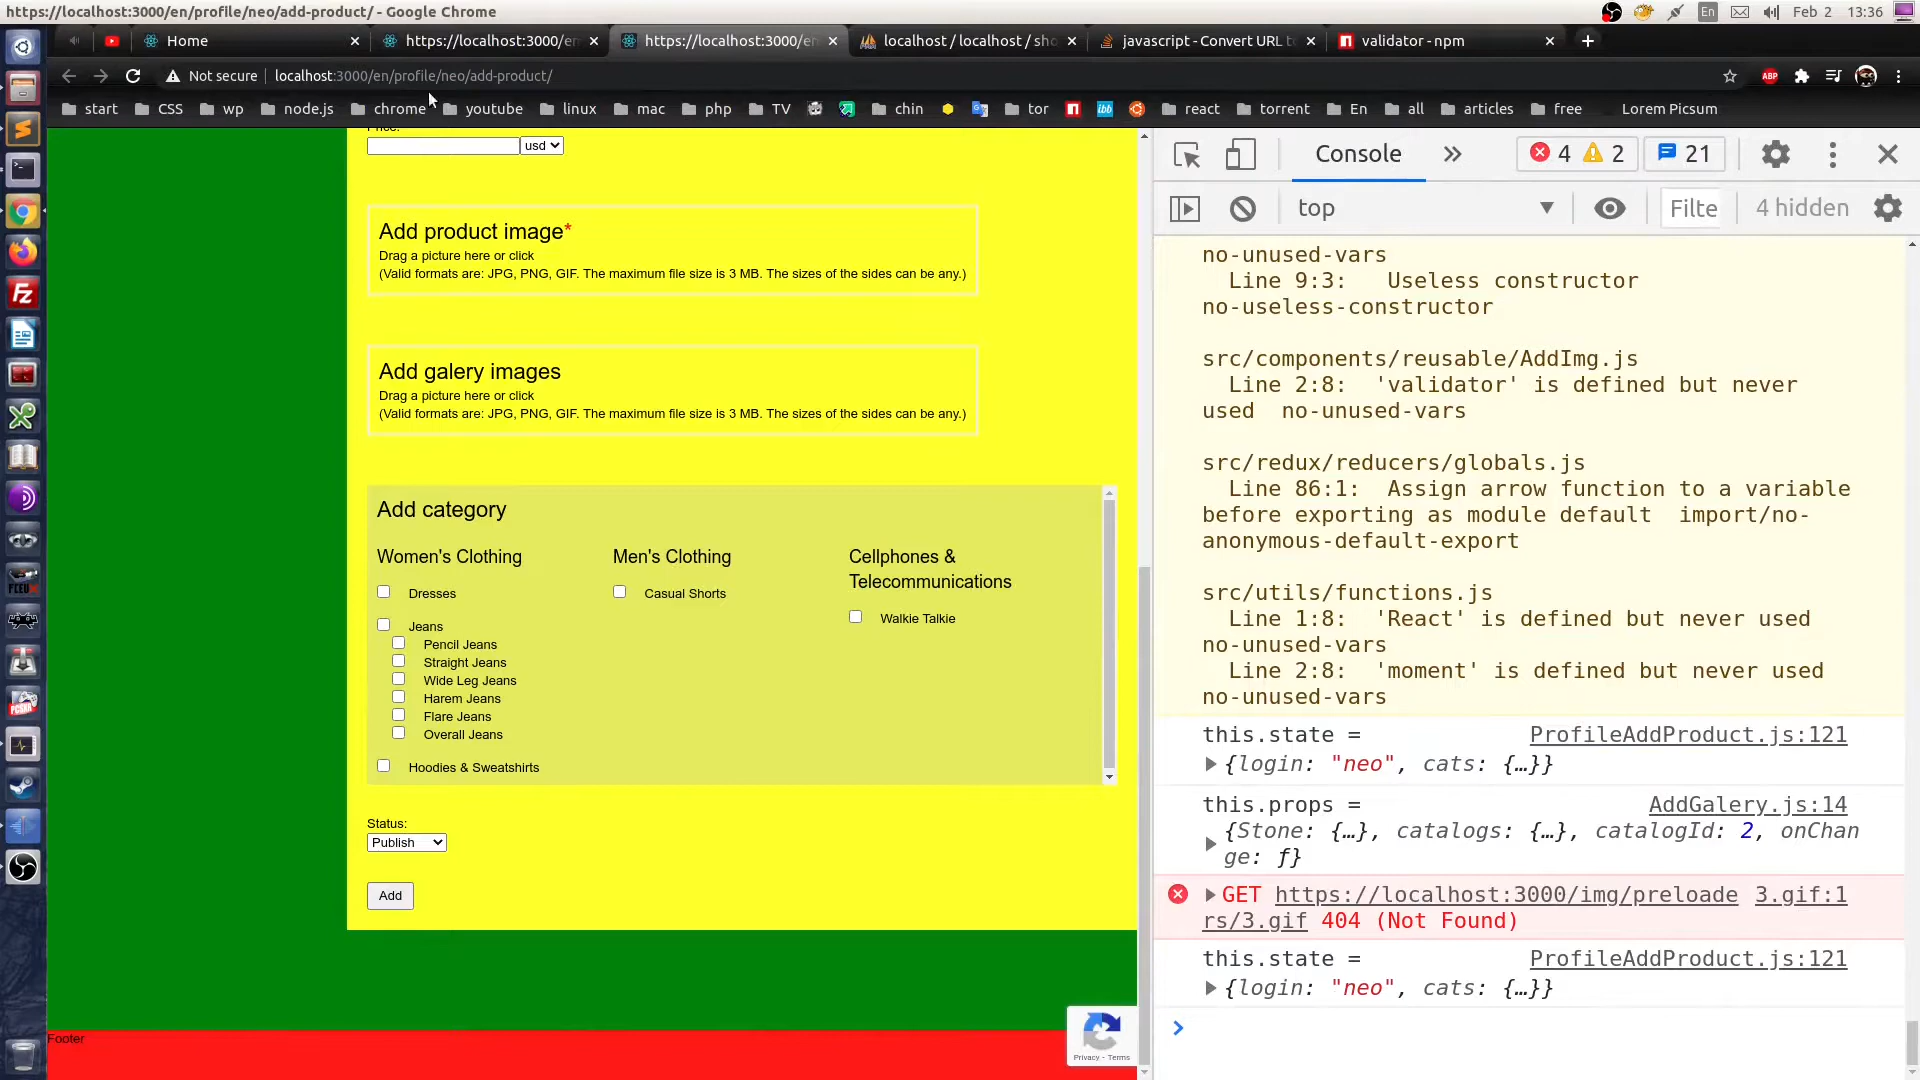 https://localhost:3000/en/profile/neo/add-product/ - Google Chrome
En
Feb 2
13:36
Home
https://localhost:3000/en
https://localhost:3000/en
localhost / localhost / sho
javascript - Convert URL to
validator - npm
Not secure
localhost:3000/en/profile/neo/add-product/
ABP
start
CSS
wp
node.js
chrome
youtube
linux
mac
php
TV
chin
tor
ibb
react
torrent
En
all
articles
free
Lorem Picsum
Price:
usd
Add product image*
Drag a picture here or click
(Valid formats are: JPG, PNG, GIF. The maximum file size is 3 MB. The sizes of the sides can be any.)
Add galery images
Drag a picture here or click
(Valid formats are: JPG, PNG, GIF. The maximum file size is 3 MB. The sizes of the sides can be any.)
Add category
Women's Clothing
Dresses
Jeans
Pencil Jeans
Straight Jeans
Wide Leg Jeans
Harem Jeans
Flare Jeans
Overall Jeans
Hoodies & Sweatshirts
Men's Clothing
Casual Shorts
Cellphones &
Telecommunications
Walkie Talkie
Status:
Publish
Add
Footer
Privacy - Terms
Console
4
2
21
top
Filte
4 hidden
no-unused-vars
Line 9:3:   Useless constructor
no-useless-constructor
src/components/reusable/AddImg.js
Line 2:8:  'validator' is defined but never
used  no-unused-vars
src/redux/reducers/globals.js
Line 86:1:  Assign arrow function to a variable
before exporting as module default  import/no-
anonymous-default-export
src/utils/functions.js
Line 1:8:  'React' is defined but never used
no-unused-vars
Line 2:8:  'moment' is defined but never used
no-unused-vars
this.state =
ProfileAddProduct.js:121
{login: "neo", cats: {…}}
this.props =
AddGalery.js:14
{Stone: {…}, catalogs: {…}, catalogId: 2, onChan
ge: ƒ}
GET https://localhost:3000/img/preloade
3.gif:1
rs/3.gif 404 (Not Found)
this.state =
ProfileAddProduct.js:121
{login: "neo", cats: {…}}